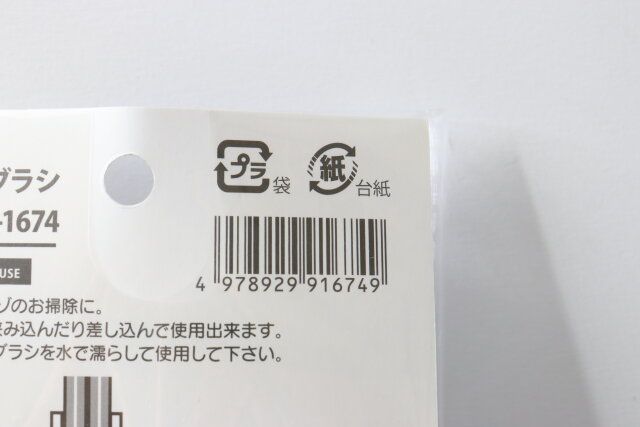 プラ 袋 紙 台紙
ブラシ
-1674
4 978929 916749
USE
ゾのお掃除に。
み込んだり差し込んで使用出来ます。
ブラシを水で濡らして使用して下さい。